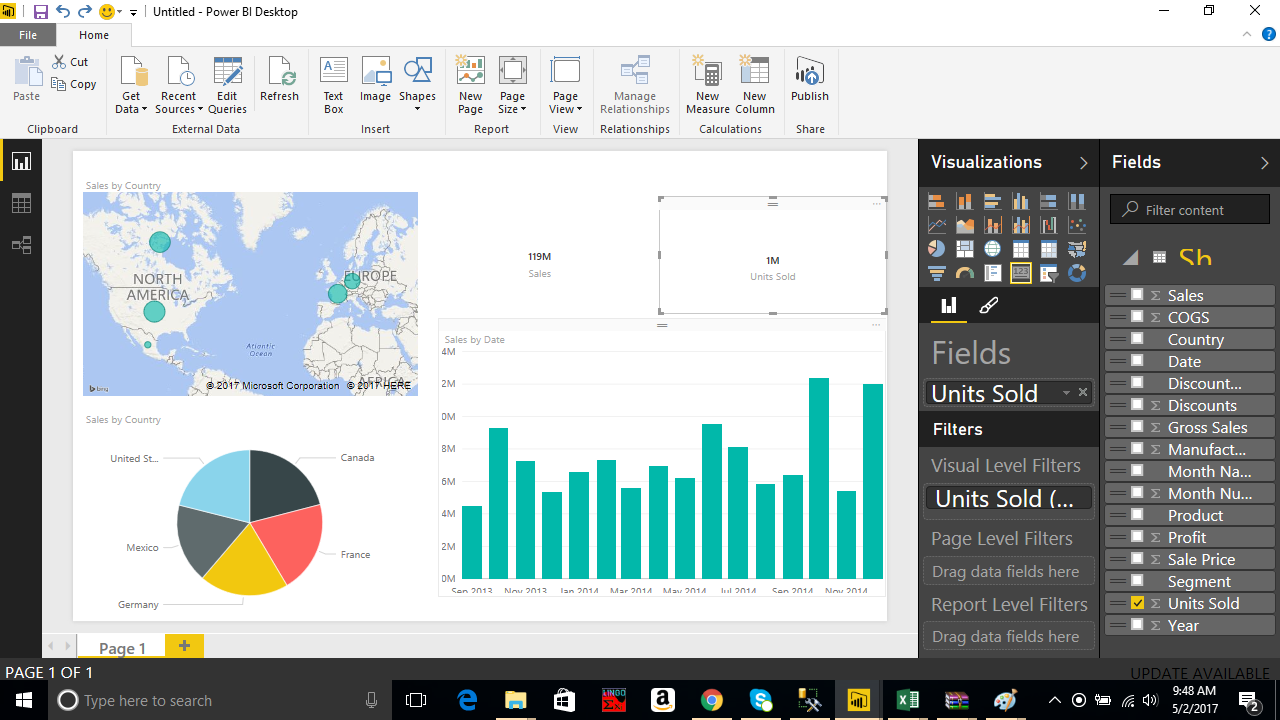 Untitled - Power BI Desktop
File
Home
Paste
Cut
Copy
Clipboard
Get Data
Recent Sources
Edit Queries
Refresh
External Data
Text Box
Image
Shapes
Insert
New Page
Page Size
Report
Page View
View
Manage Relationships
Relationships
New Measure
New Column
Calculations
Publish
Share
Sales by Country
NORTH AMERICA
EUROPE
Atlantic Ocean
AFRICA
bing
© 2017 Microsoft Corporation © 2017 HERE
119M
Sales
1M
Units Sold
Sales by Country
United St...
Canada
Mexico
France
Germany
Sales by Date
4M
2M
0M
8M
6M
4M
2M
0M
Sep 2013 Nov 2013 Jan 2014 Mar 2014 May 2014 Jul 2014 Sep 2014 Nov 2014
Visualizations
Fields
Units Sold
Filters
Visual Level Filters
Units Sold (...
Page Level Filters
Drag data fields here
Report Level Filters
Drag data fields here
Fields
Filter content
Sh
Sales
COGS
Country
Date
Discount...
Discounts
Gross Sales
Manufact...
Month Na...
Month Nu...
Product
Profit
Sale Price
Segment
Units Sold
Year
Page 1
PAGE 1 OF 1
UPDATE AVAILABLE
Type here to search
LINGO
9:48 AM
5/2/2017
2